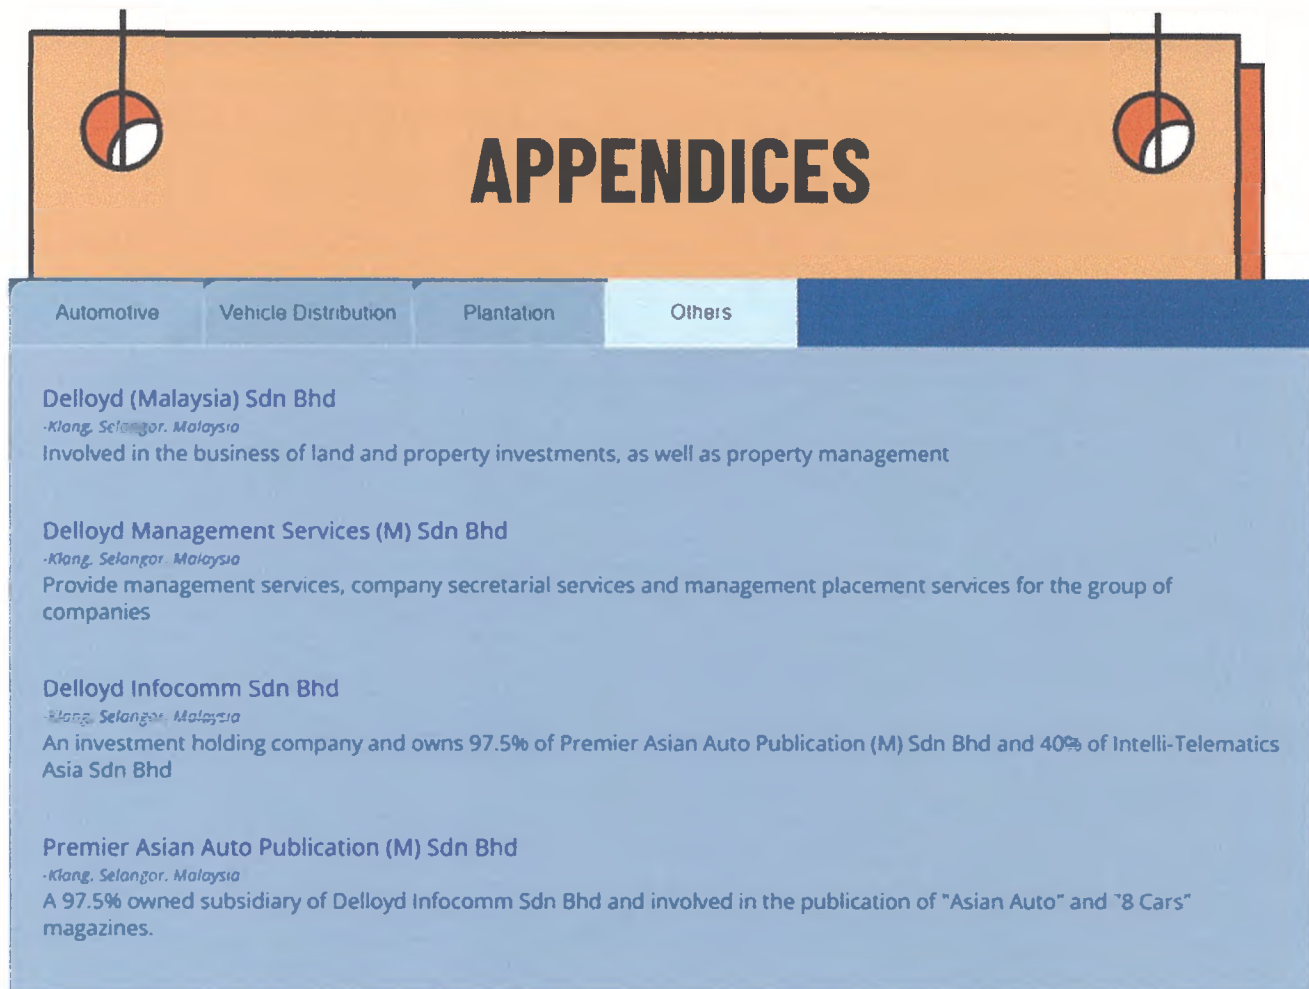 APPENDICES
Automotive
Vehicle Distribution
Plantation
Others
Delloyd (Malaysia) Sdn Bhd
-Klang. Selangor. Malaysia
Involved in the business of land and property investments, as well as property management
Delloyd Management Services (M) Sdn Bhd
-Klang. Selangor. Malaysia
Provide management services, company secretarial services and management placement services for the group of
companies
Delloyd Infocomm Sdn Bhd
-Klang. Selangor. Malaysia
An investment holding company and owns 97.5% of Premier Asian Auto Publication (M) Sdn Bhd and 40% of Intelli-Telematics
Asia Sdn Bhd
Premier Asian Auto Publication (M) Sdn Bhd
-Klang. Selangor. Malaysia
A 97.5% owned subsidiary of Delloyd Infocomm Sdn Bhd and involved in the publication of "Asian Auto" and "8 Cars"
magazines.